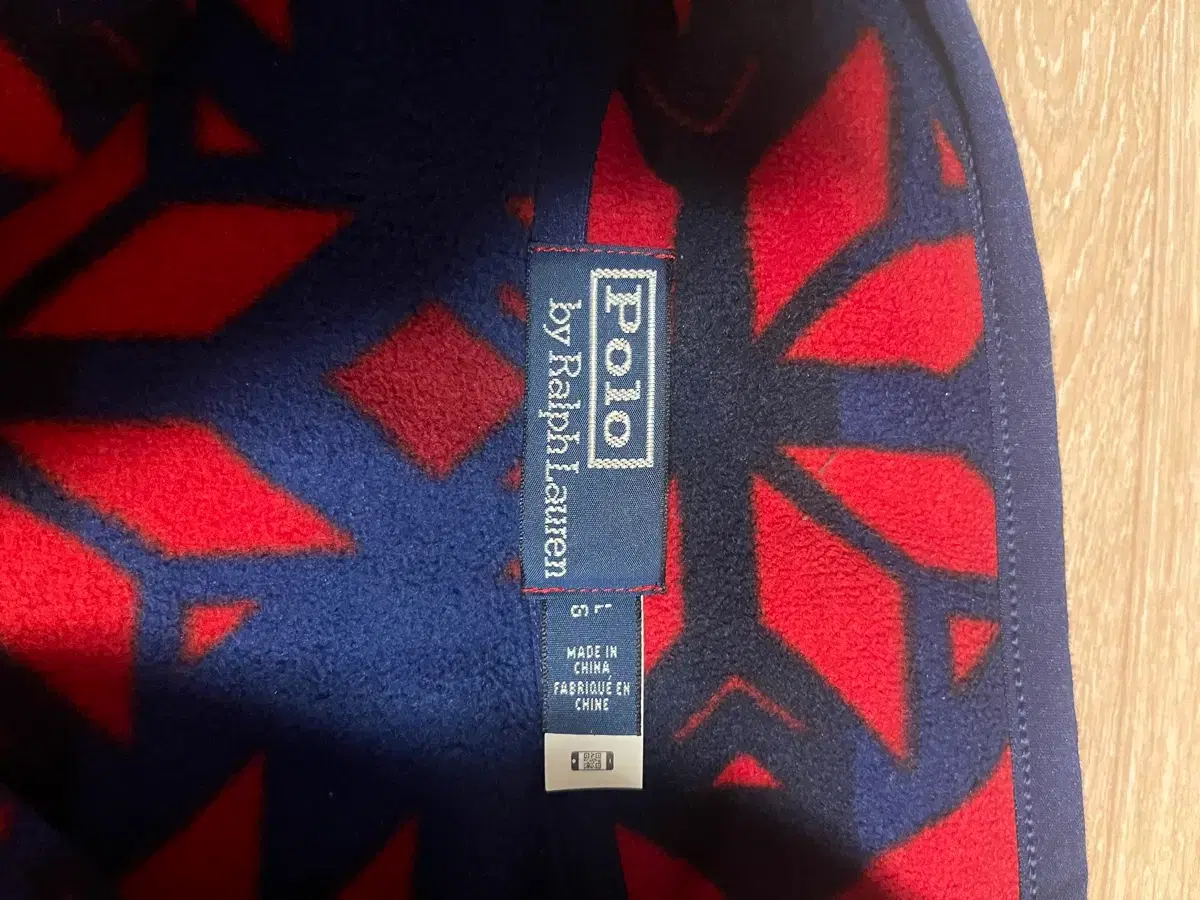 Polo
by Ralph Lauren
L
G
MADE IN
CHINA
FABRIQUÉ EN
CHINE